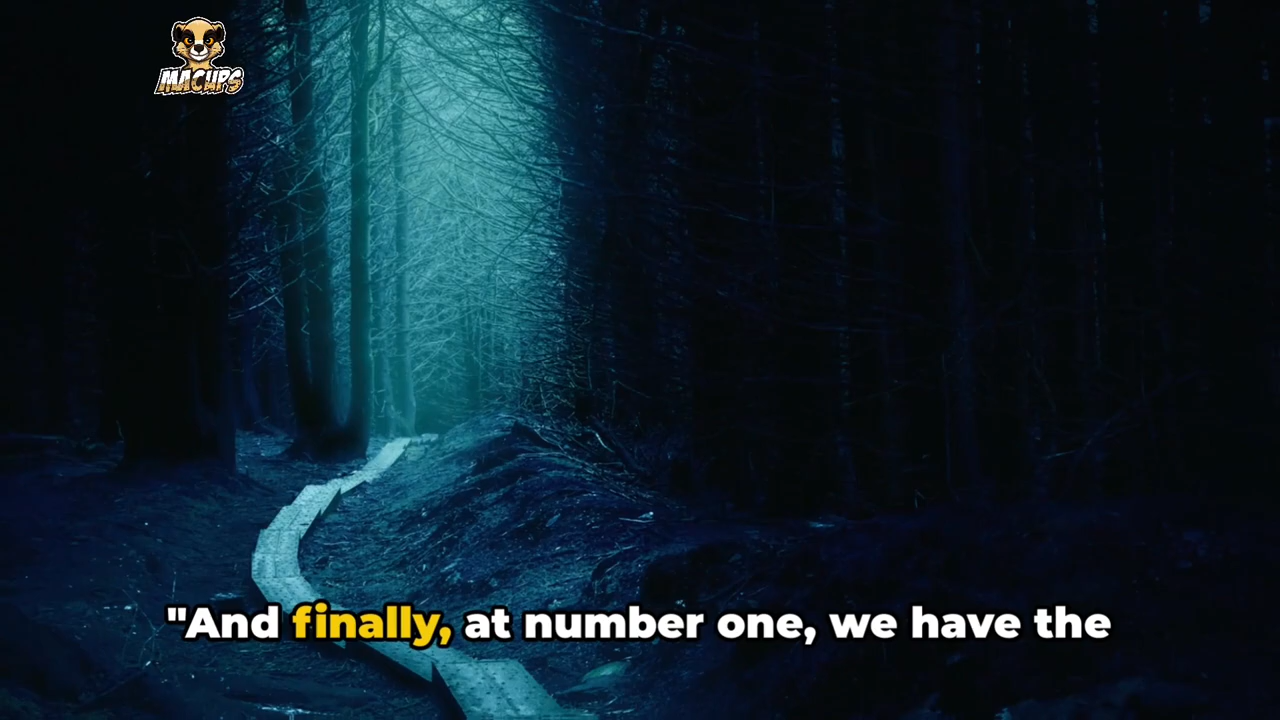 MACUPS
"And finally, at number one, we have the